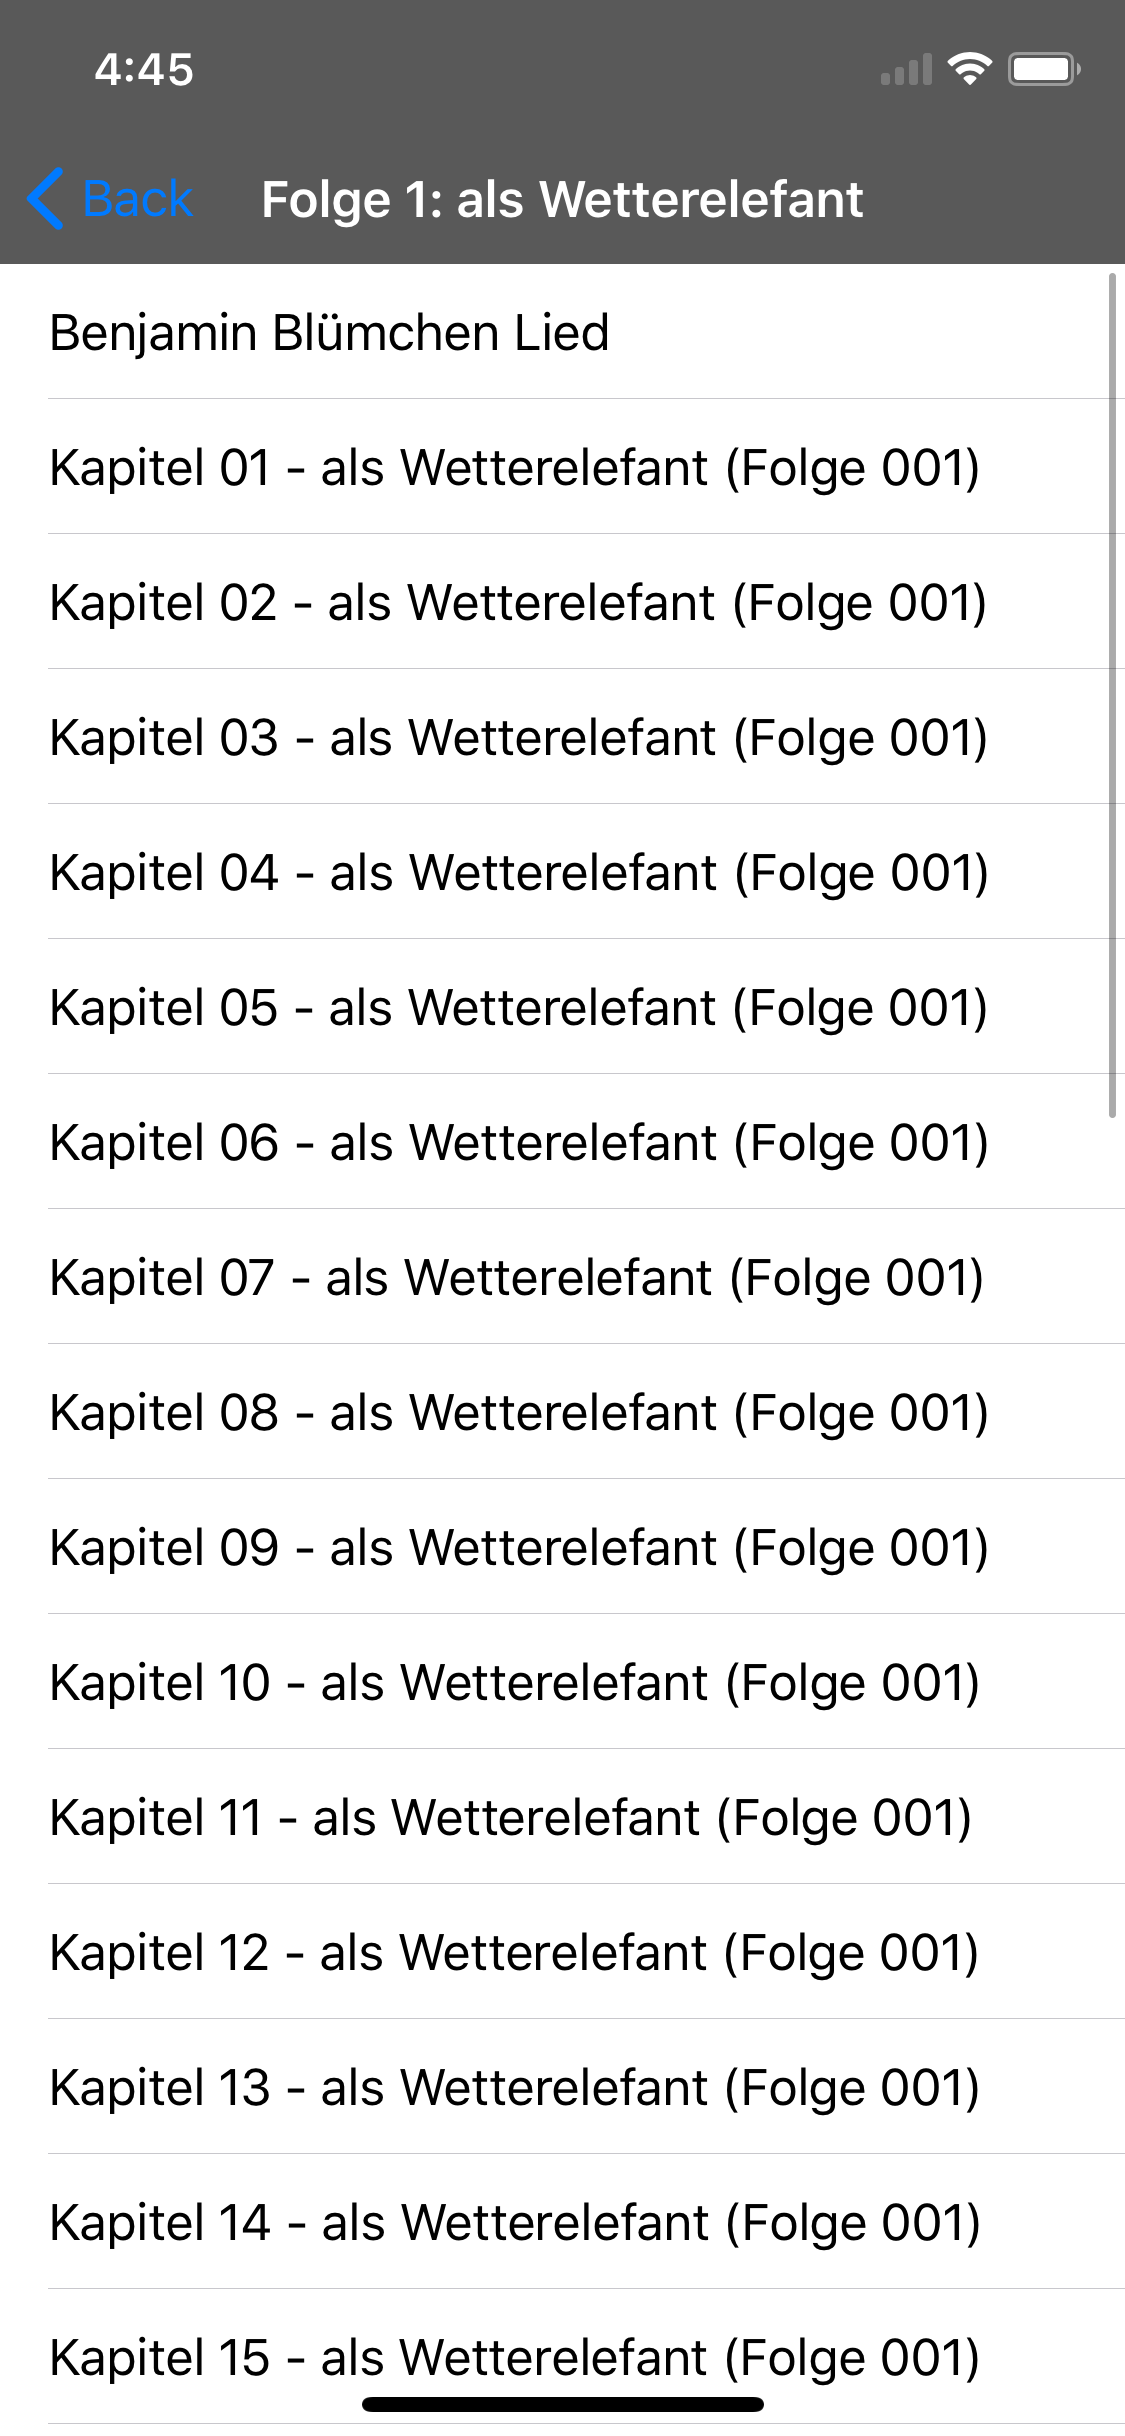 4:45
Back
Folge 1: als Wetterelefant
Benjamin Blümchen Lied
Kapitel 01 - als Wetterelefant (Folge 001)
Kapitel 02 - als Wetterelefant (Folge 001)
Kapitel 03 - als Wetterelefant (Folge 001)
Kapitel 04 - als Wetterelefant (Folge 001)
Kapitel 05 - als Wetterelefant (Folge 001)
Kapitel 06 - als Wetterelefant (Folge 001)
Kapitel 07 - als Wetterelefant (Folge 001)
Kapitel 08 - als Wetterelefant (Folge 001)
Kapitel 09 - als Wetterelefant (Folge 001)
Kapitel 10 - als Wetterelefant (Folge 001)
Kapitel 11 - als Wetterelefant (Folge 001)
Kapitel 12 - als Wetterelefant (Folge 001)
Kapitel 13 - als Wetterelefant (Folge 001)
Kapitel 14 - als Wetterelefant (Folge 001)
Kapitel 15 - als Wetterelefant (Folge 001)